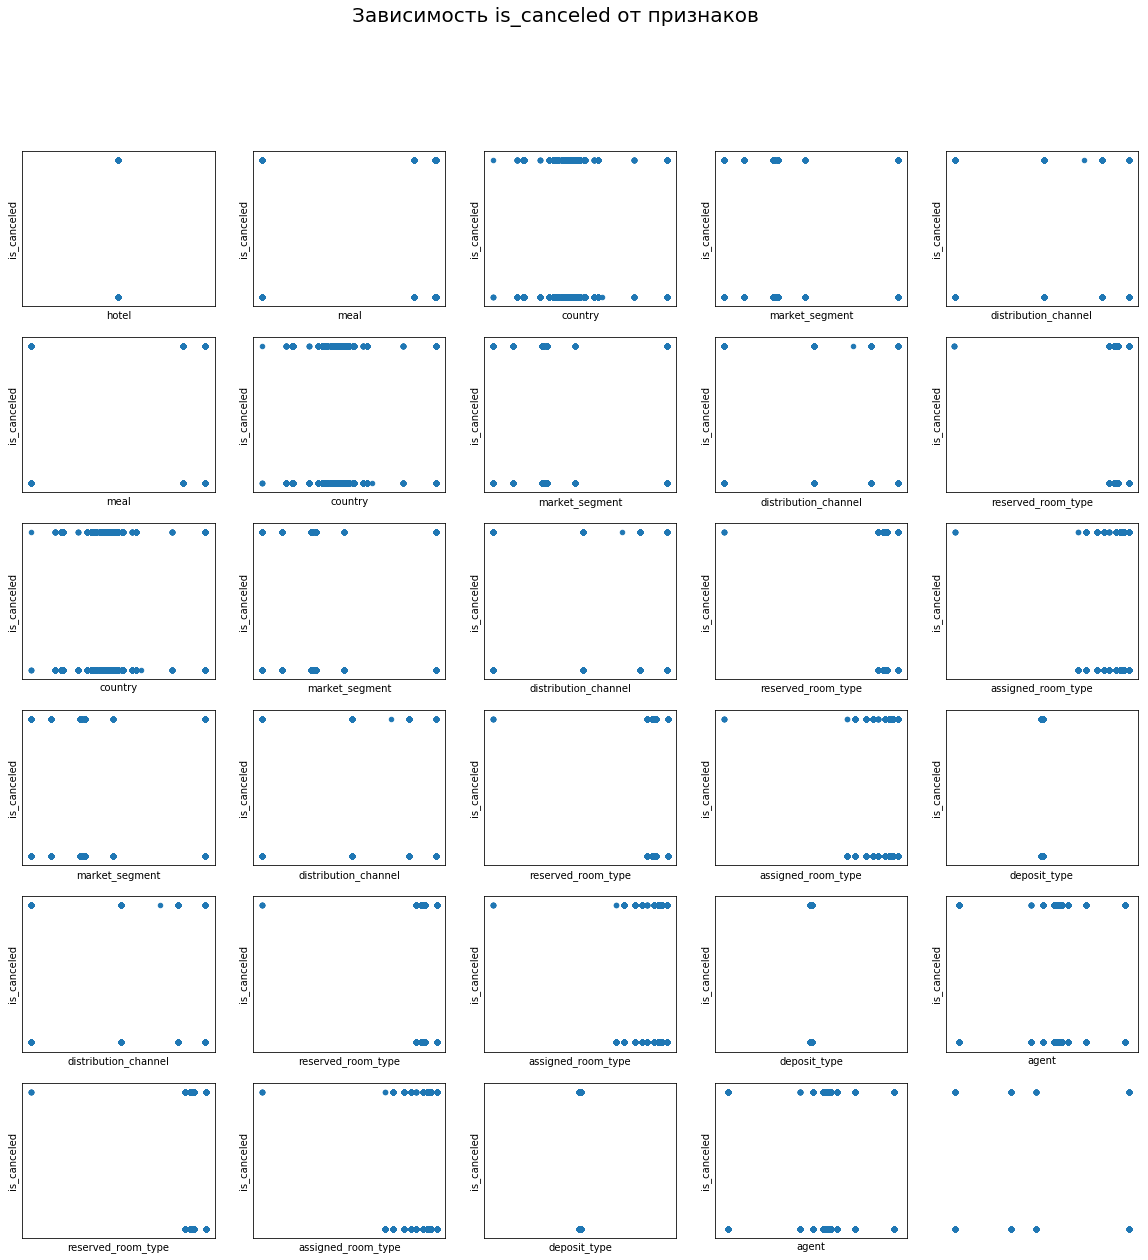 Зависимость is_canceled от признаков
is_canceled is_canceled is_canceled is_canceled is_canceled
hotel meal country market_segment distribution_channel
is_canceled is_canceled is_canceled is_canceled is_canceled
meal country market_segment distribution_channel reserved_room_type
is_canceled is_canceled is_canceled is_canceled is_canceled
country market_segment distribution_channel reserved_room_type assigned_room_type
is_canceled is_canceled is_canceled is_canceled is_canceled
market_segment distribution_channel reserved_room_type assigned_room_type deposit_type
is_canceled is_canceled is_canceled is_canceled is_canceled
distribution_channel reserved_room_type assigned_room_type deposit_type agent
is_canceled is_canceled is_canceled is_canceled
reserved_room_type assigned_room_type deposit_type agent